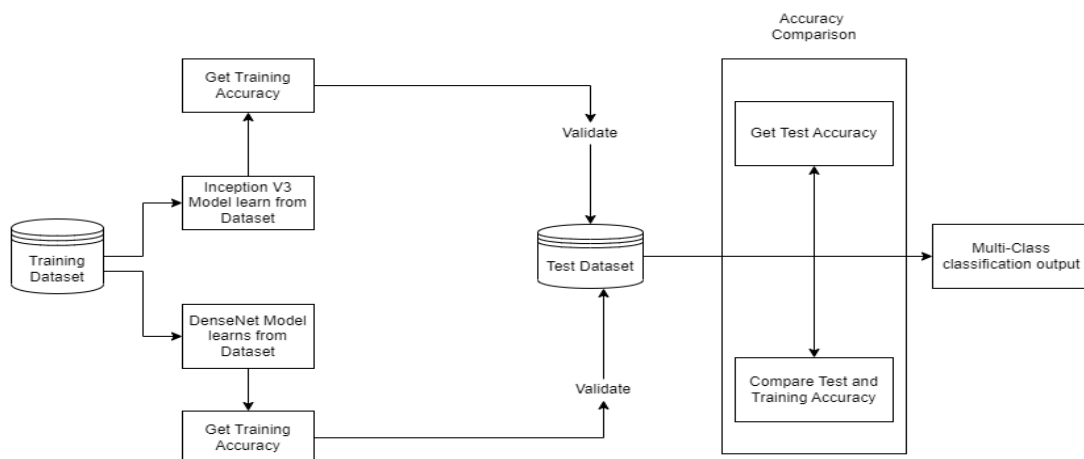 Accuracy
Comparison
Get Training
Accuracy
Validate
Get Test Accuracy
Inception V3
Model learn from
Dataset
Training
Dataset
Test Dataset
Multi-Class
classification output
DenseNet Model
learns from
Dataset
Validate
Compare Test and
Training Accuracy
Get Training
Accuracy